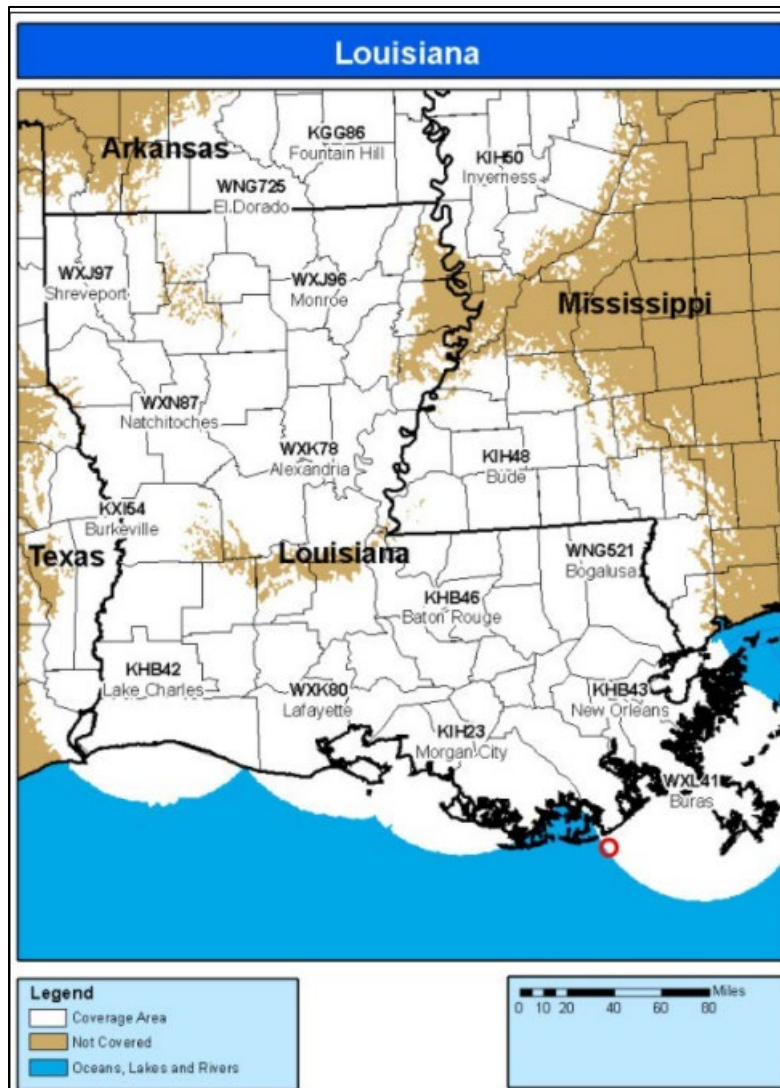 Louisiana
KGG86
Fountain Hill
Arkansas
KIH50
Inverness
WNG725
El Dorado
WXJ97
Shreveport
WXJ96
Monroe
Mississippi
WXN87
Natchitoches
WXK78
Alexandria
KIH48
Bude
KXI54
Burkeville
Texas
Louisiana
WNG521
Bogalusa
KHB46
Baton Rouge
KHB42
Lake Charles
WXK80
Lafayette
KHB43
New Orleans
KIH23
Morgan City
WXL41
Buras
Legend
Coverage Area
Not Covered
Oceans, Lakes and Rivers
Miles
0 10 20 40 60 80